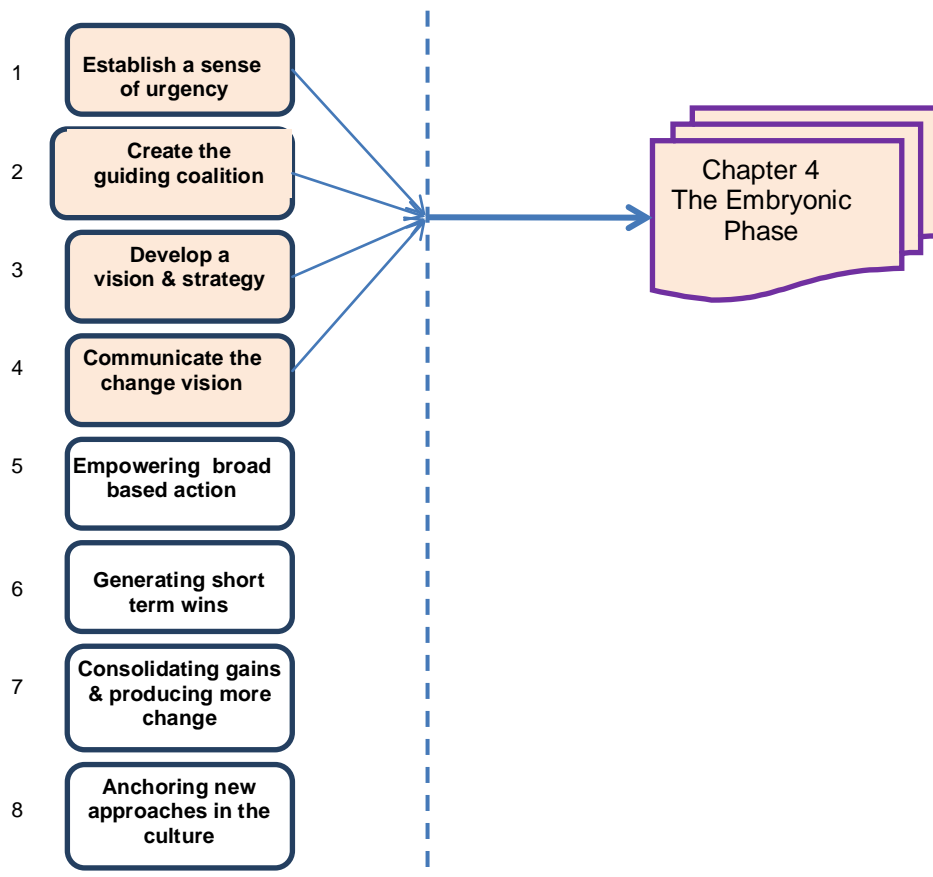 1
Establish a sense
of urgency
2
Create the
guiding coalition
3
Develop a
vision & strategy
4
Communicate the
change vision
5
Empowering  broad
based action
6
Generating short
term wins
7
Consolidating gains
& producing more
change
8
Anchoring new
approaches in the
culture
Chapter 4
The Embryonic
Phase